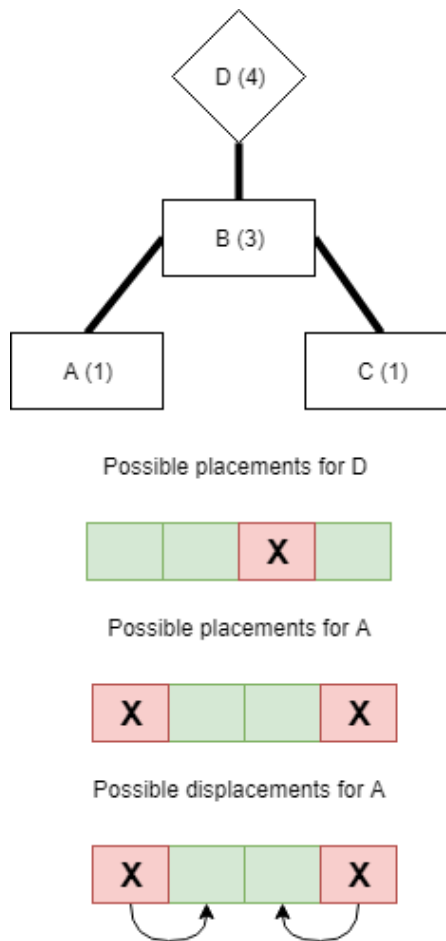 D (4)
B (3)
A (1) C (1)
Possible placements for D
X
Possible placements for A
X X
Possible displacements for A
X X